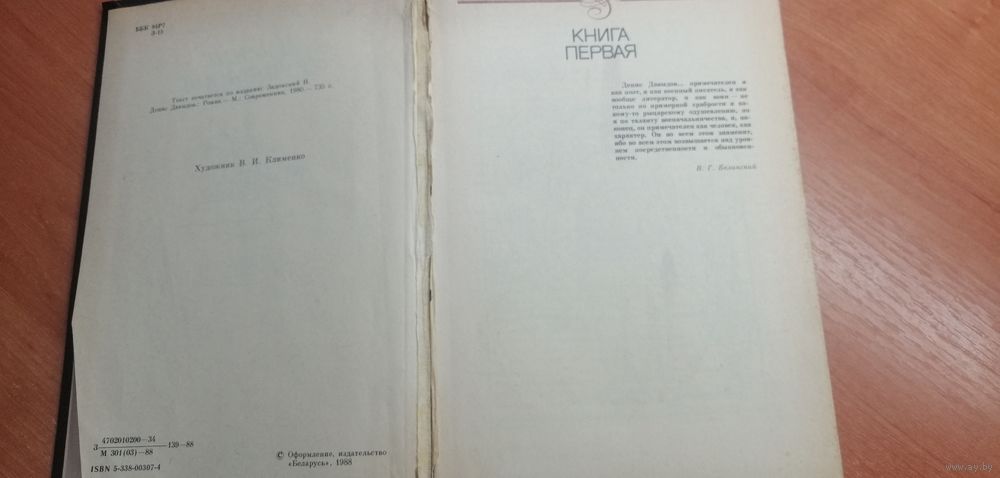 ББК 84Р7
З-15
Текст печатается по изданию: Задонский Н.
Денис Давыдов.: Роман.— М.: Современник, 1980.— 735 с.
Художник В. И. Клименко
4702010200—34
З 139—88
М 301(03)—88
ISBN 5-338-00307-4
© Оформление, издательство
«Беларусь», 1988
КНИГА
ПЕРВАЯ
Денис Давыдов... примечателен и
как поэт, и как военный писатель, и как
вообще литератор, и как воин — не
только по примерной храбрости и ка-
кому-то рыцарскому одушевлению, но
и по таланту военачальничества, и, на-
конец, он примечателен как человек, как
характер. Он во всем этом знаменит,
ибо во всем этом возвышается над уров-
нем посредственности и обыкновен-
ности.
В. Г. Белинский
www.ay.by